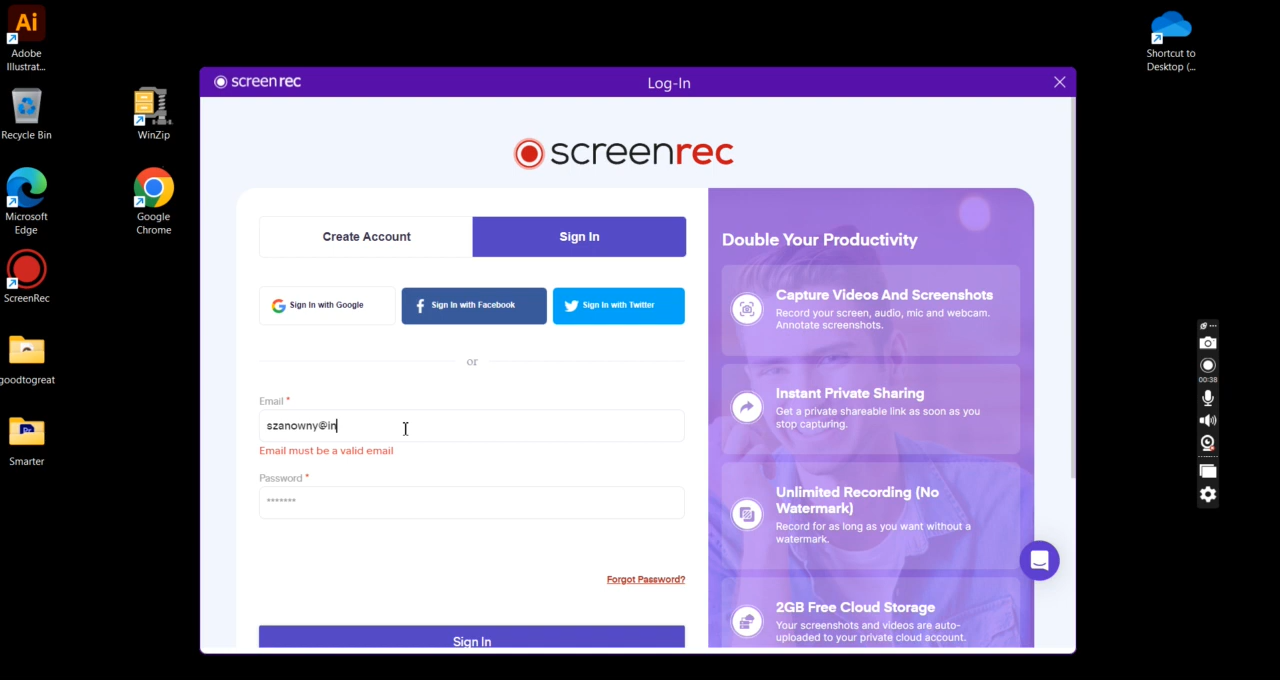 Adobe
Illustrat...
Recycle Bin
Microsoft
Edge
ScreenRec
goodtogreat
Smarter
WinZip
Google
Chrome
Shortcut to
Desktop (...
screenrec
Log-In
screenrec
Create Account
Sign In
Sign In with Google
Sign In with Facebook
Sign In with Twitter
or
Email *
szanowny@in
Email must be a valid email
Password *
Forgot Password?
Sign In
Double Your Productivity
Capture Videos And Screenshots
Record your screen, audio, mic and webcam.
Annotate screenshots.
Instant Private Sharing
Get a private shareable link as soon as you
stop capturing.
Unlimited Recording (No
Watermark)
Record for as long as you want without a
watermark.
2GB Free Cloud Storage
Your screenshots and videos are auto-
uploaded to your private cloud account.
00:38